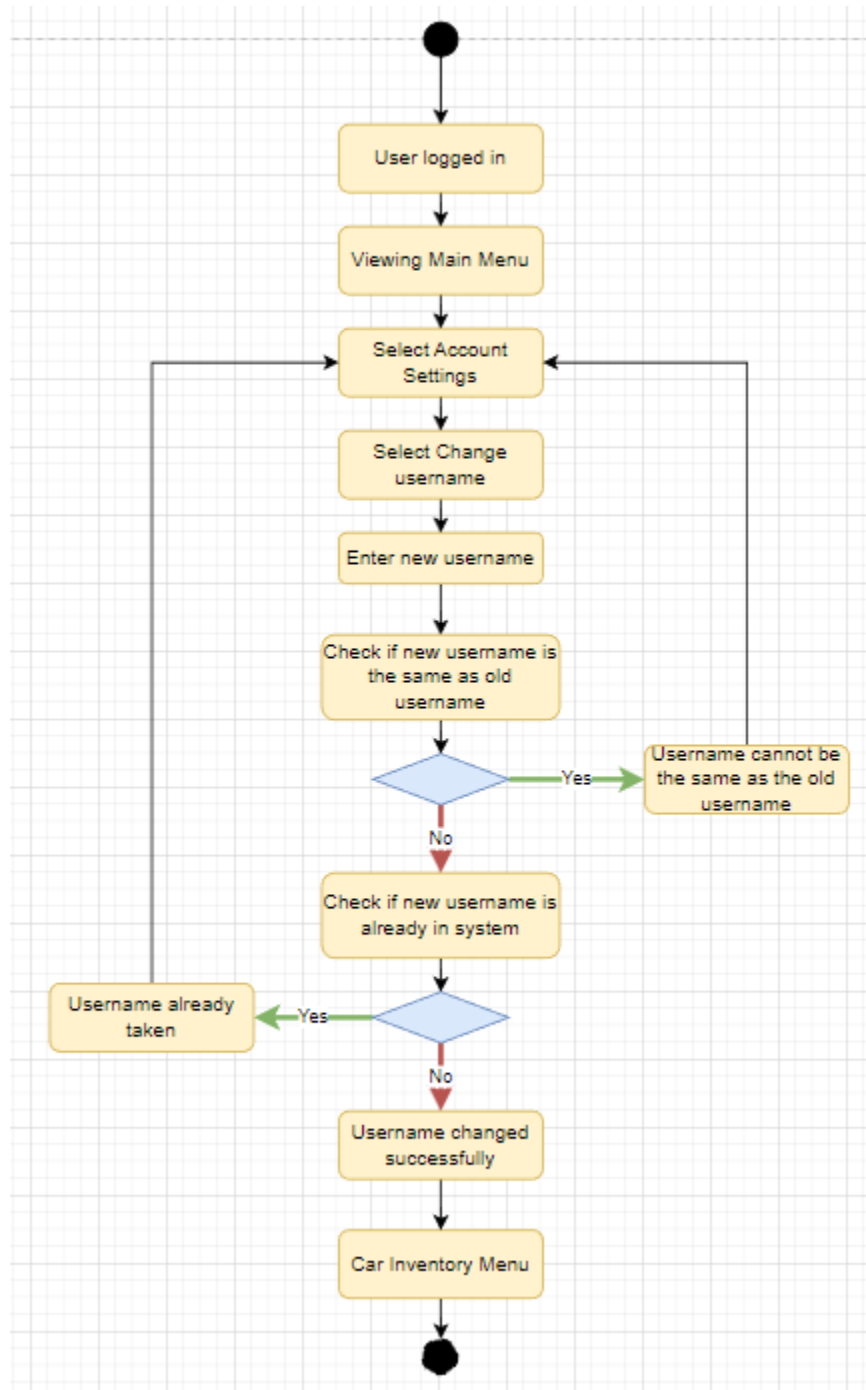 User logged in
Viewing Main Menu
Select Account
Settings
Select Change
username
Enter new username
Check if new username is
the same as old
username
Yes
Username cannot be
the same as the old
username
No
Check if new username is
already in system
Username already
taken
Yes
No
Username changed
successfully
Car Inventory Menu